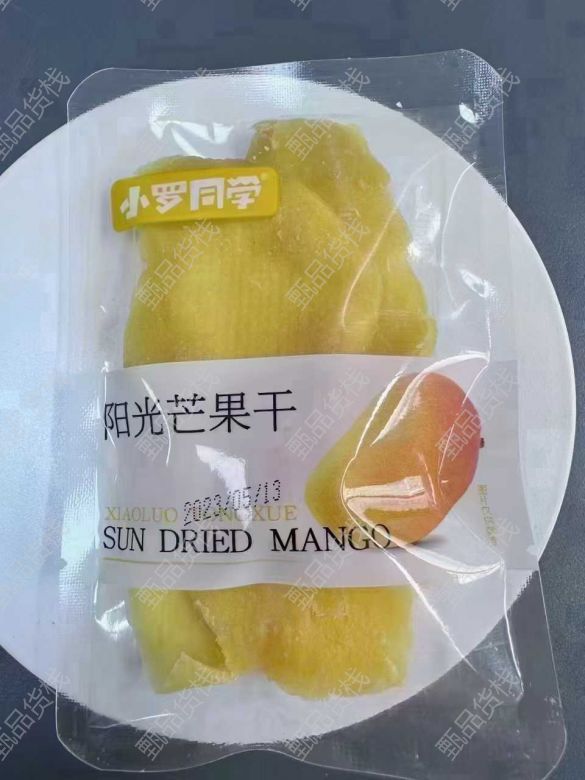 小罗同学®
阳光芒果干
2023/05/13
XIAOLUO TONGXUE
SUN DRIED MANGO
甄品货栈